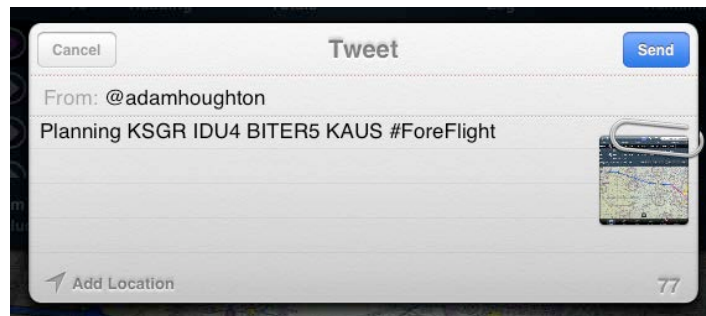 Cancel
Tweet
Send
From: @adamhoughton
Planning KSGR IDU4 BITER5 KAUS #ForeFlight
Add Location
77